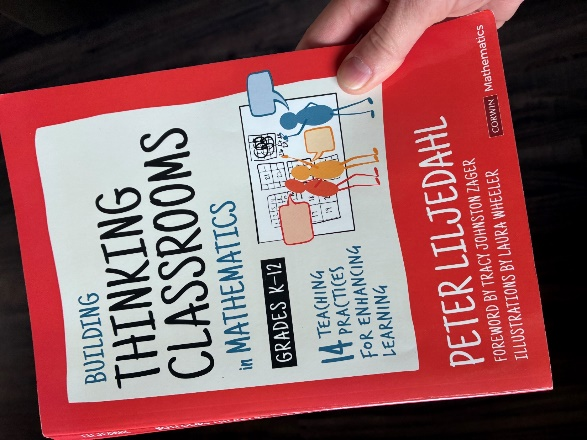 BUILDING
THINKING
CLASSROOMS
in MATHEMATICS
GRADES K-12
14 TEACHING
PRACTICES
FOR ENHANCING
LEARNING
PETER LILJEDAHL
FOREWORD BY TRACY JOHNSTON ZAGER
ILLUSTRATIONS BY LAURA WHEELER
CORWIN Mathematics